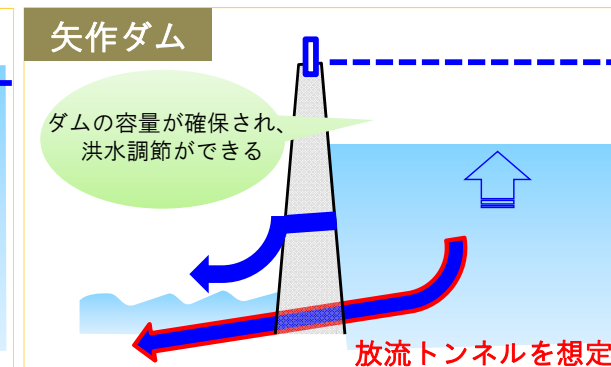 矢作ダム
ダムの容量が確保され、
洪水調節ができる
放流トンネルを想定